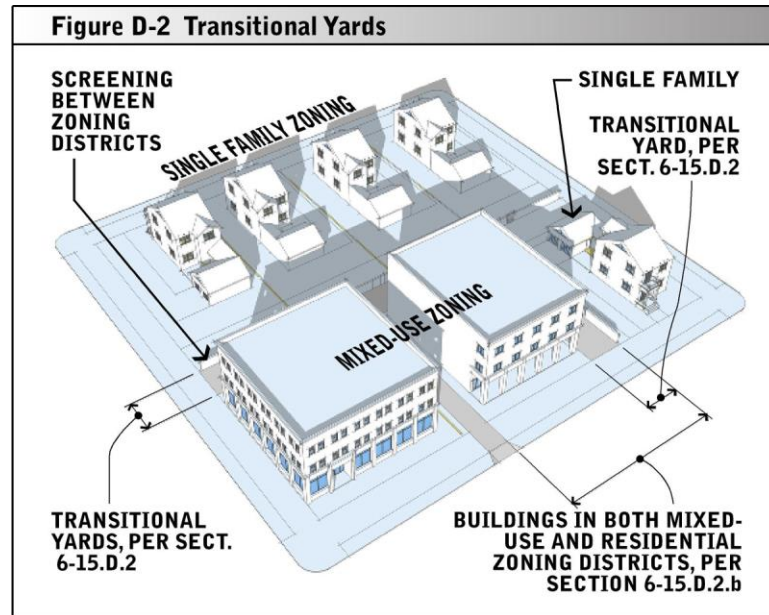 Figure D-2 Transitional Yards
SCREENING
BETWEEN
ZONING
DISTRICTS
SINGLE FAMILY ZONING
SINGLE FAMILY
TRANSITIONAL
YARD, PER
SECT. 6-15.D.2
MIXED-USE ZONING
TRANSITIONAL
YARDS, PER SECT.
6-15.D.2
BUILDINGS IN BOTH MIXED-
USE AND RESIDENTIAL
ZONING DISTRICTS, PER
SECTION 6-15.D.2.b